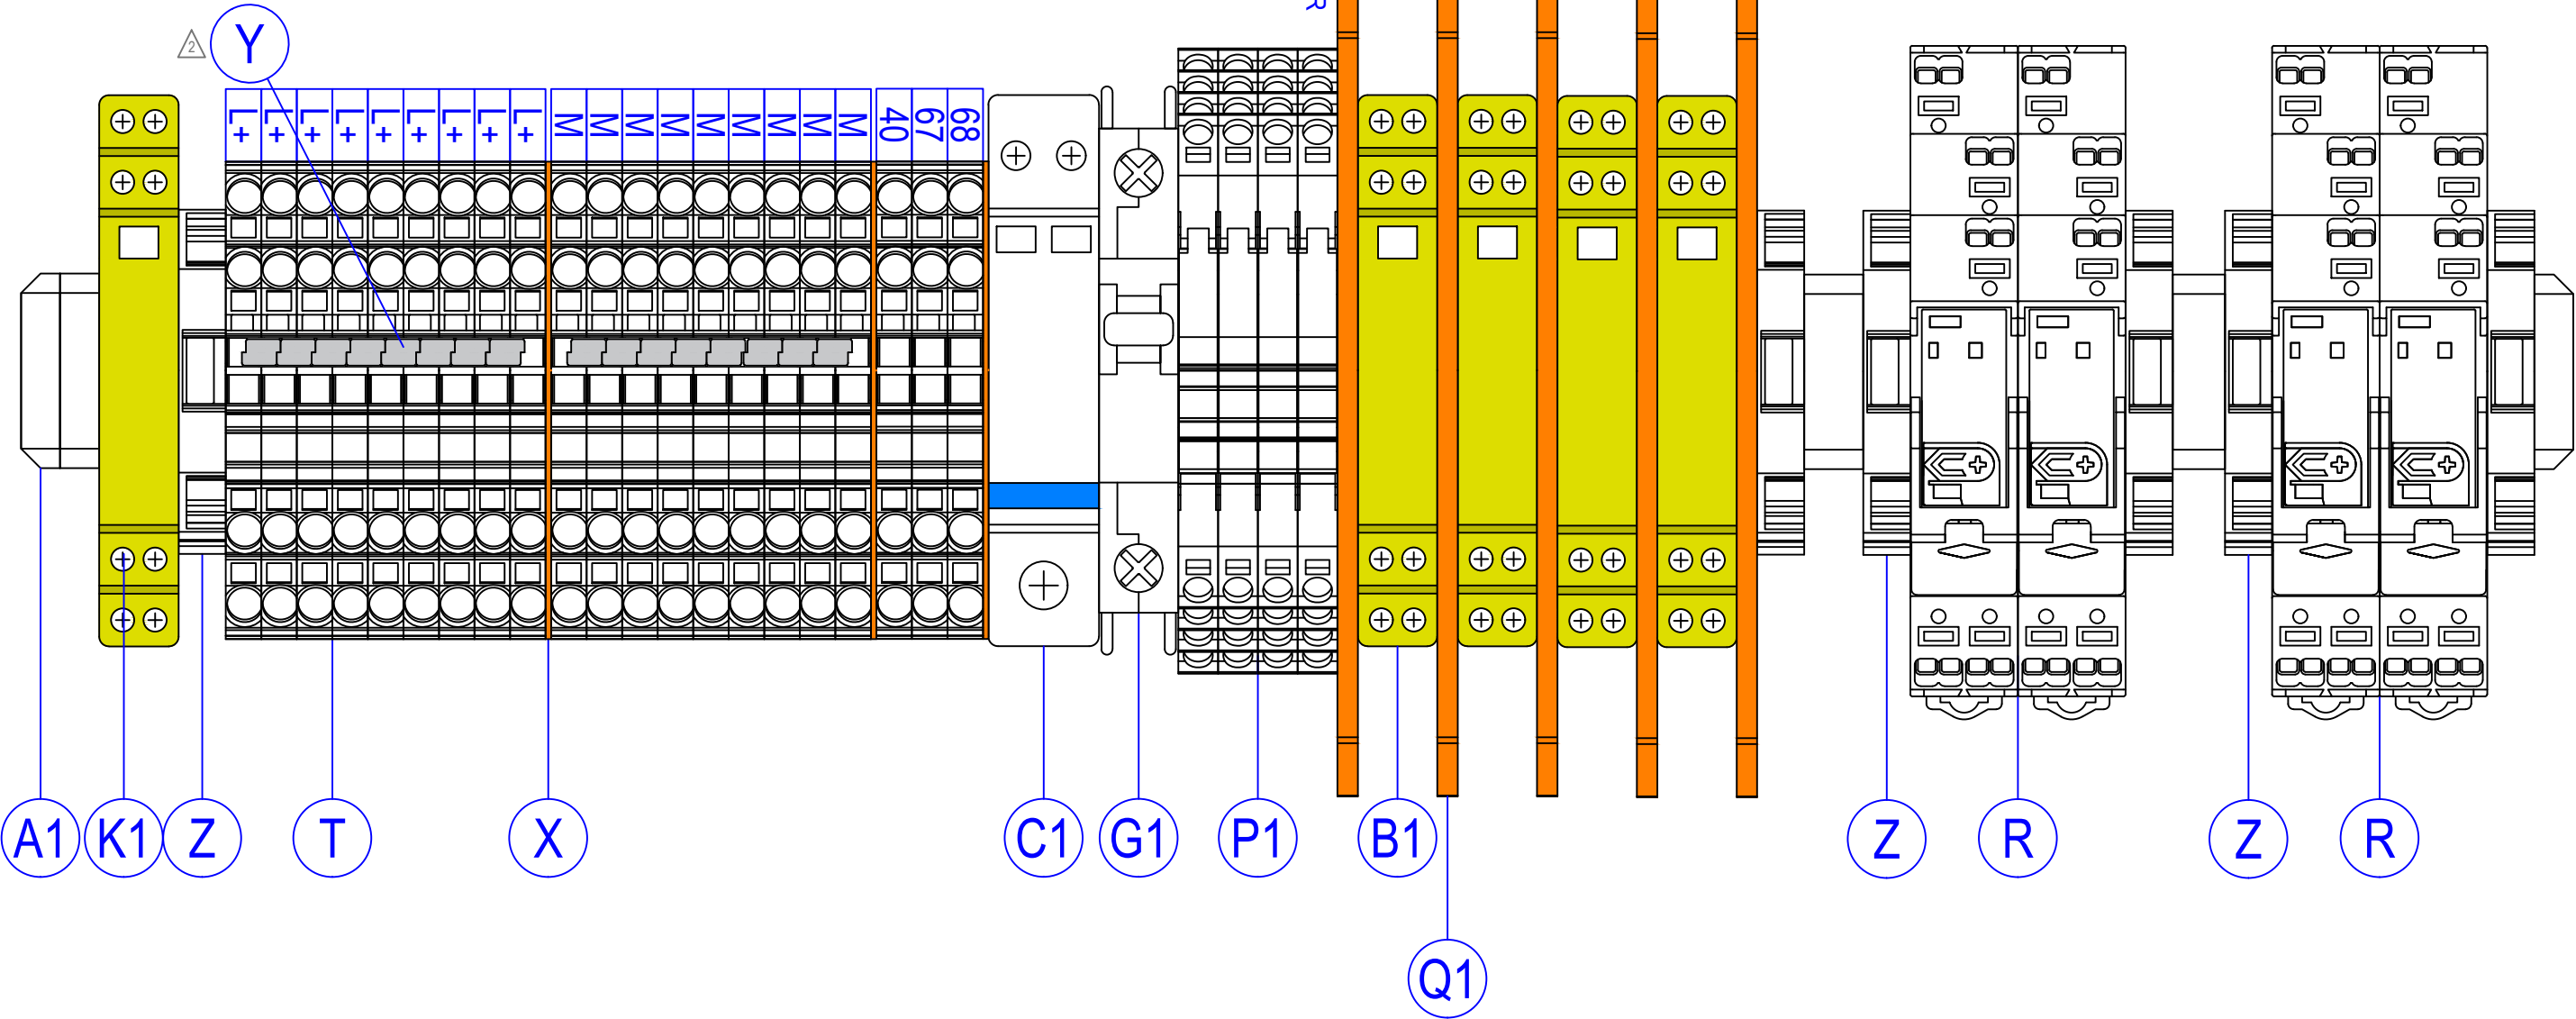 R
2
Y
L+ L+ L+ L+ L+ L+ L+ L+ L+ M M M M M M M M M 40 67 68
A1 K1 Z T X C1 G1 P1 B1 Z R Z R
Q1